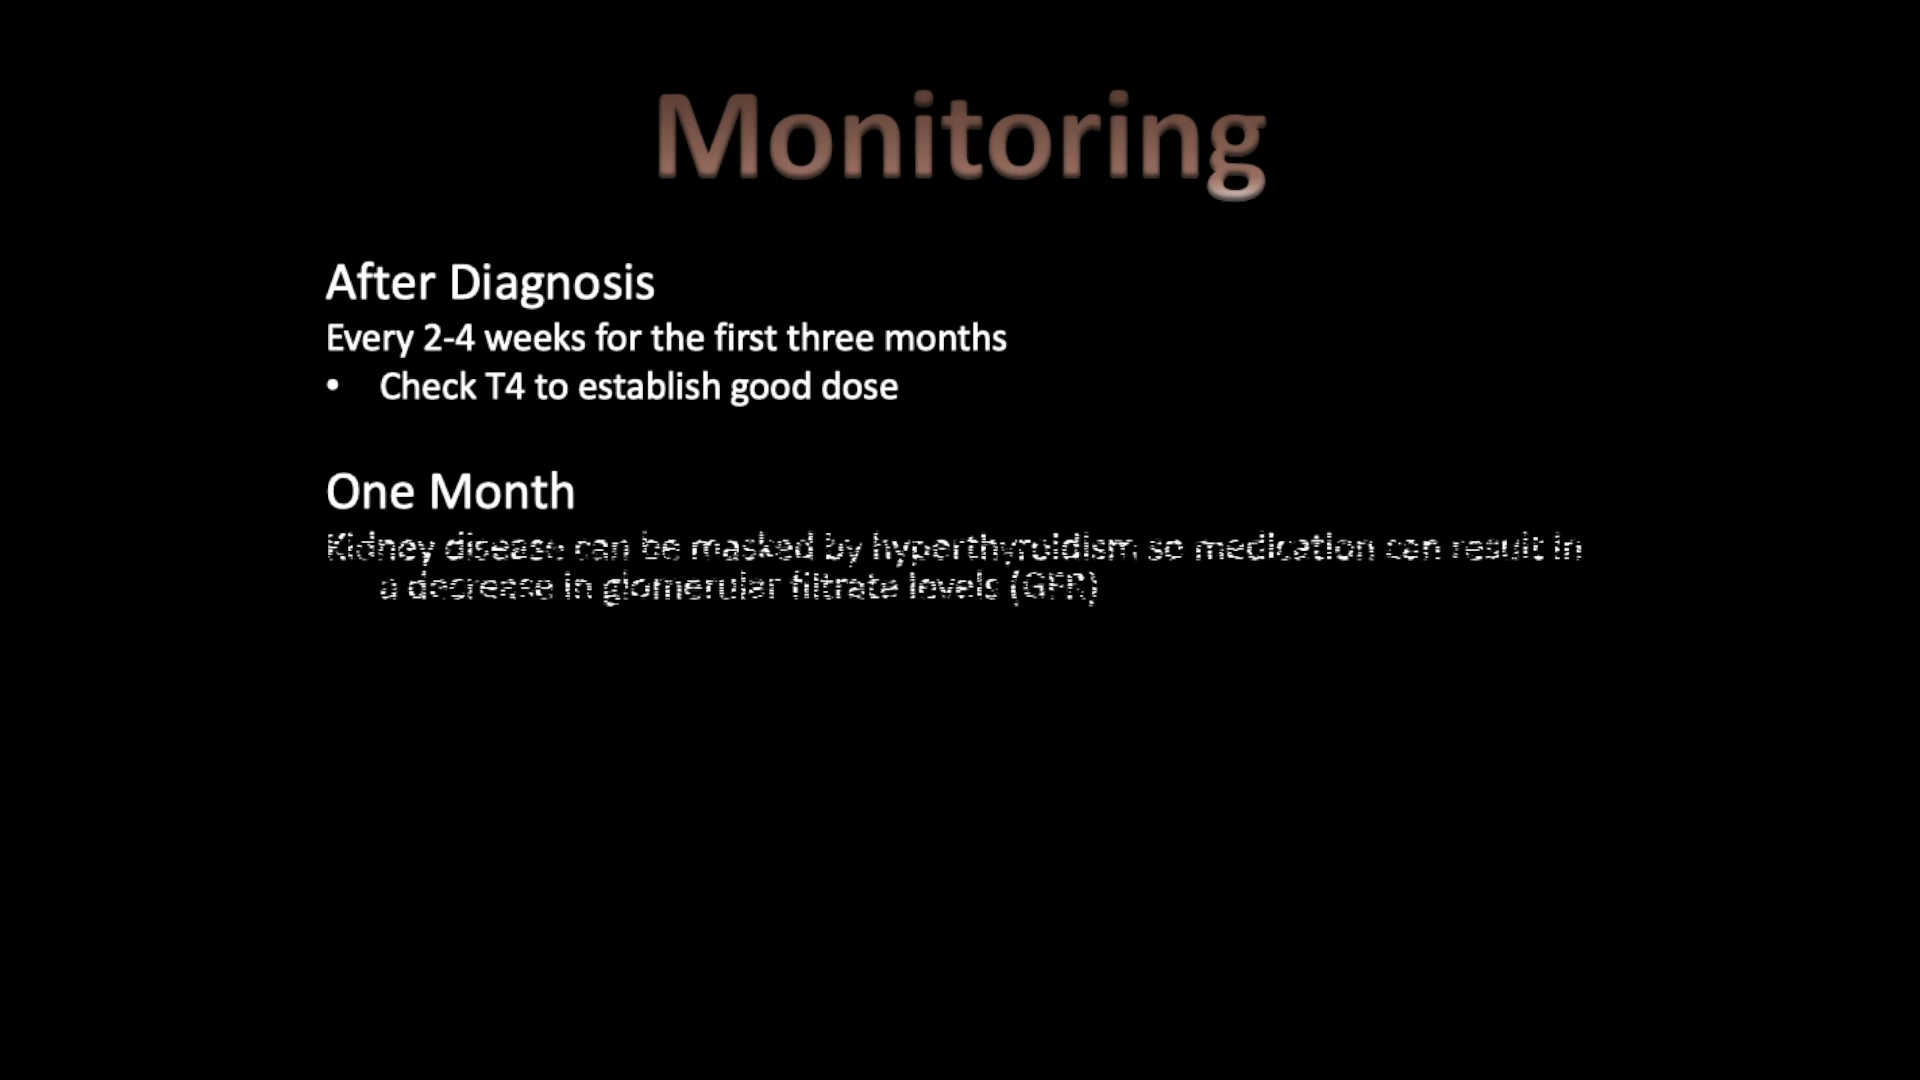 Monitoring
After Diagnosis
Every 2-4 weeks for the first three months
• Check T4 to establish good dose
One Month
Kidney disease can be masked by hyperthyroidism so medication can result in
a decrease in glomerular filtrate levels (GFR)